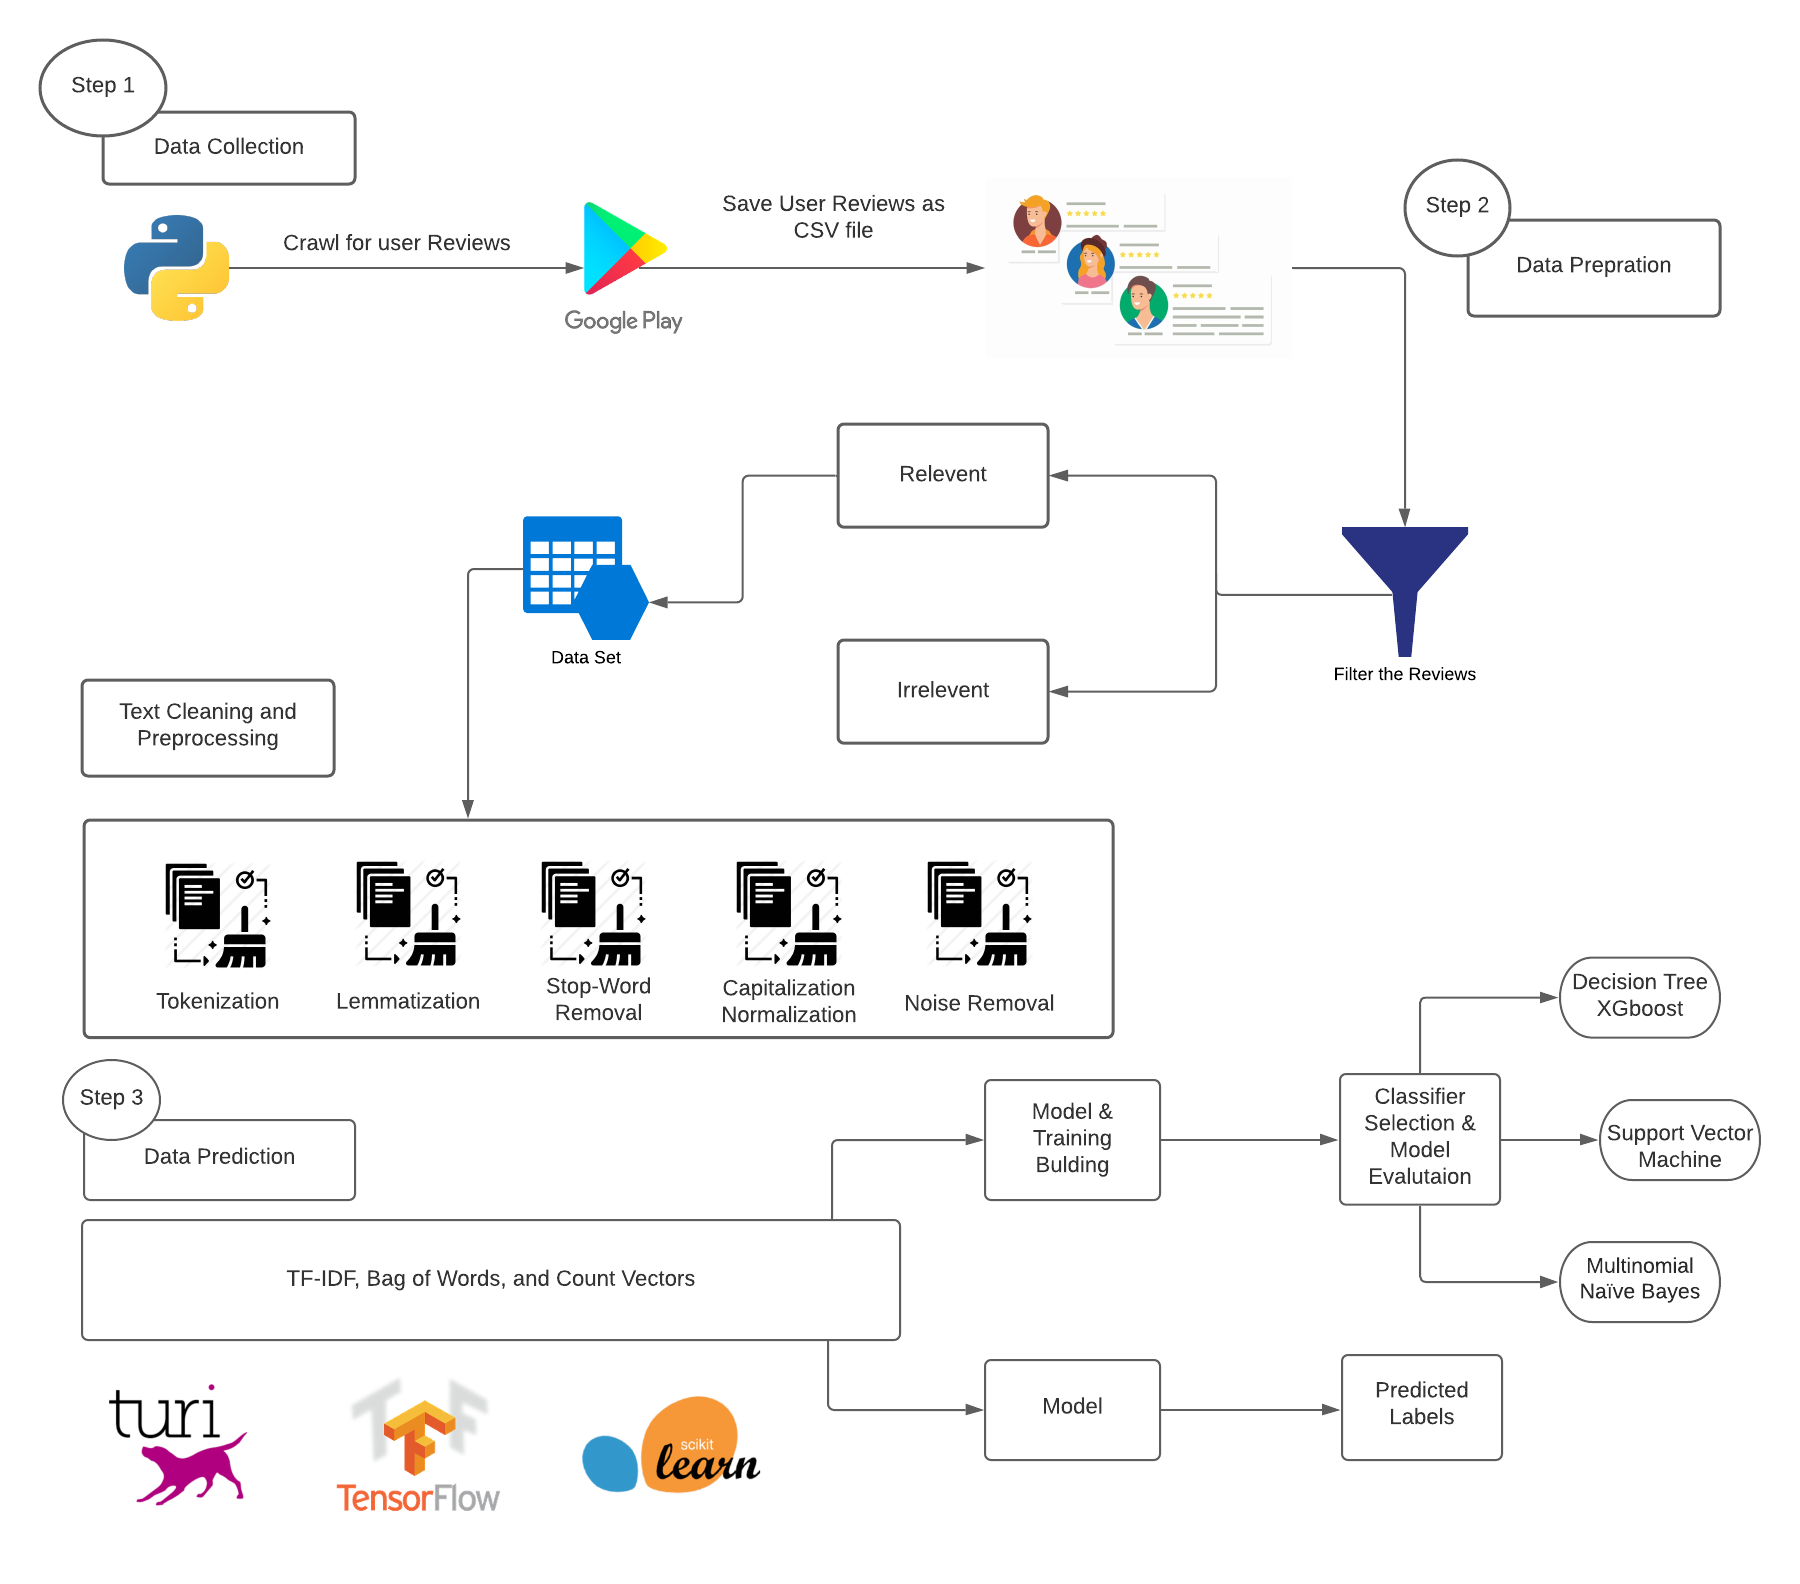 Step 1
Data Collection
Crawl for user Reviews
Google Play
Save User Reviews as
CSV file
Step 2
Data Prepration
Relevent
Data Set
Irrelevent
Filter the Reviews
Text Cleaning and
Preprocessing
Tokenization
Lemmatization
Stop-Word
Removal
Capitalization
Normalization
Noise Removal
Step 3
Data Prediction
TF-IDF, Bag of Words, and Count Vectors
Model &
Training
Bulding
Classifier
Selection &
Model
Evalutaion
Decision Tree
XGboost
Support Vector
Machine
Multinomial
Naïve Bayes
Model
Predicted
Labels
turi
TensorFlow
scikit
learn